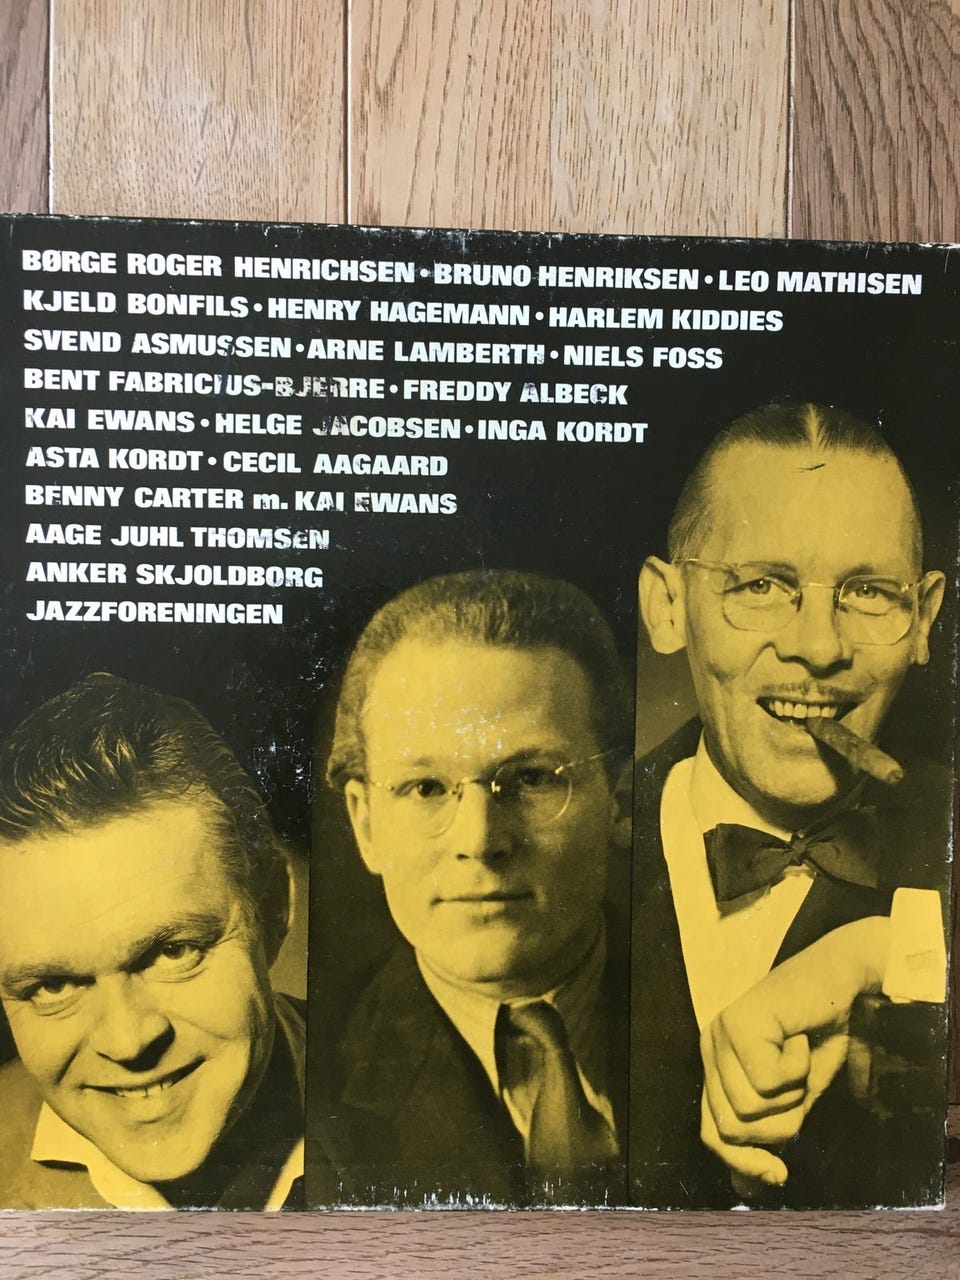 BØRGE ROGER HENRICHSEN • BRUNO HENRIKSEN • LEO MATHISEN
KJELD BONFILS • HENRY HAGEMANN • HARLEM KIDDIES
SVEND ASMUSSEN • ARNE LAMBERTH • NIELS FOSS
BENT FABRICIUS-BJERRE • FREDDY ALBECK
KAI EWANS • HELGE JACOBSEN • INGA KORDT
ASTA KORDT • CECIL AAGAARD
BENNY CARTER m. KAI EWANS
AAGE JUHL THOMSEN
ANKER SKJOLDBORG
JAZZFORENINGEN